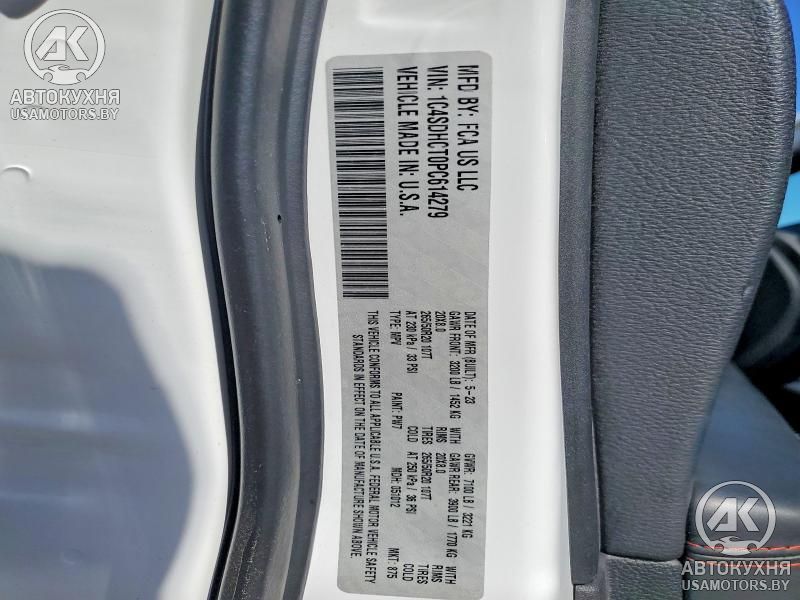 MFD BY: FCA US LLC
VIN: 1C4SDHCT0PC614279
VEHICLE MADE IN: U.S.A.
DATE OF MFR (BUILT): 5-23 GVWR: 7100 LB / 3221 KG
GAWR FRONT: 3200 LB / 1452 KG WITH GAWR REAR: 3900 LB / 1770 KG WITH
20X8.0 RIMS 20X8.0 RIMS
265/50R20 107T TIRES 265/50R20 107T TIRES
AT 230 kPa / 33 PSI COLD AT 250 kPa / 36 PSI COLD
TYPE: MPV PAINT: PW7 MDH: 051012 MKT: 875
THIS VEHICLE CONFORMS TO ALL APPLICABLE U.S.A. FEDERAL MOTOR VEHICLE SAFETY
STANDARDS IN EFFECT ON THE DATE OF MANUFACTURE SHOWN ABOVE.
АК
АВТОКУХНЯ
USAMOTORS.BY
АК
АВТОКУХНЯ
USAMOTORS.BY